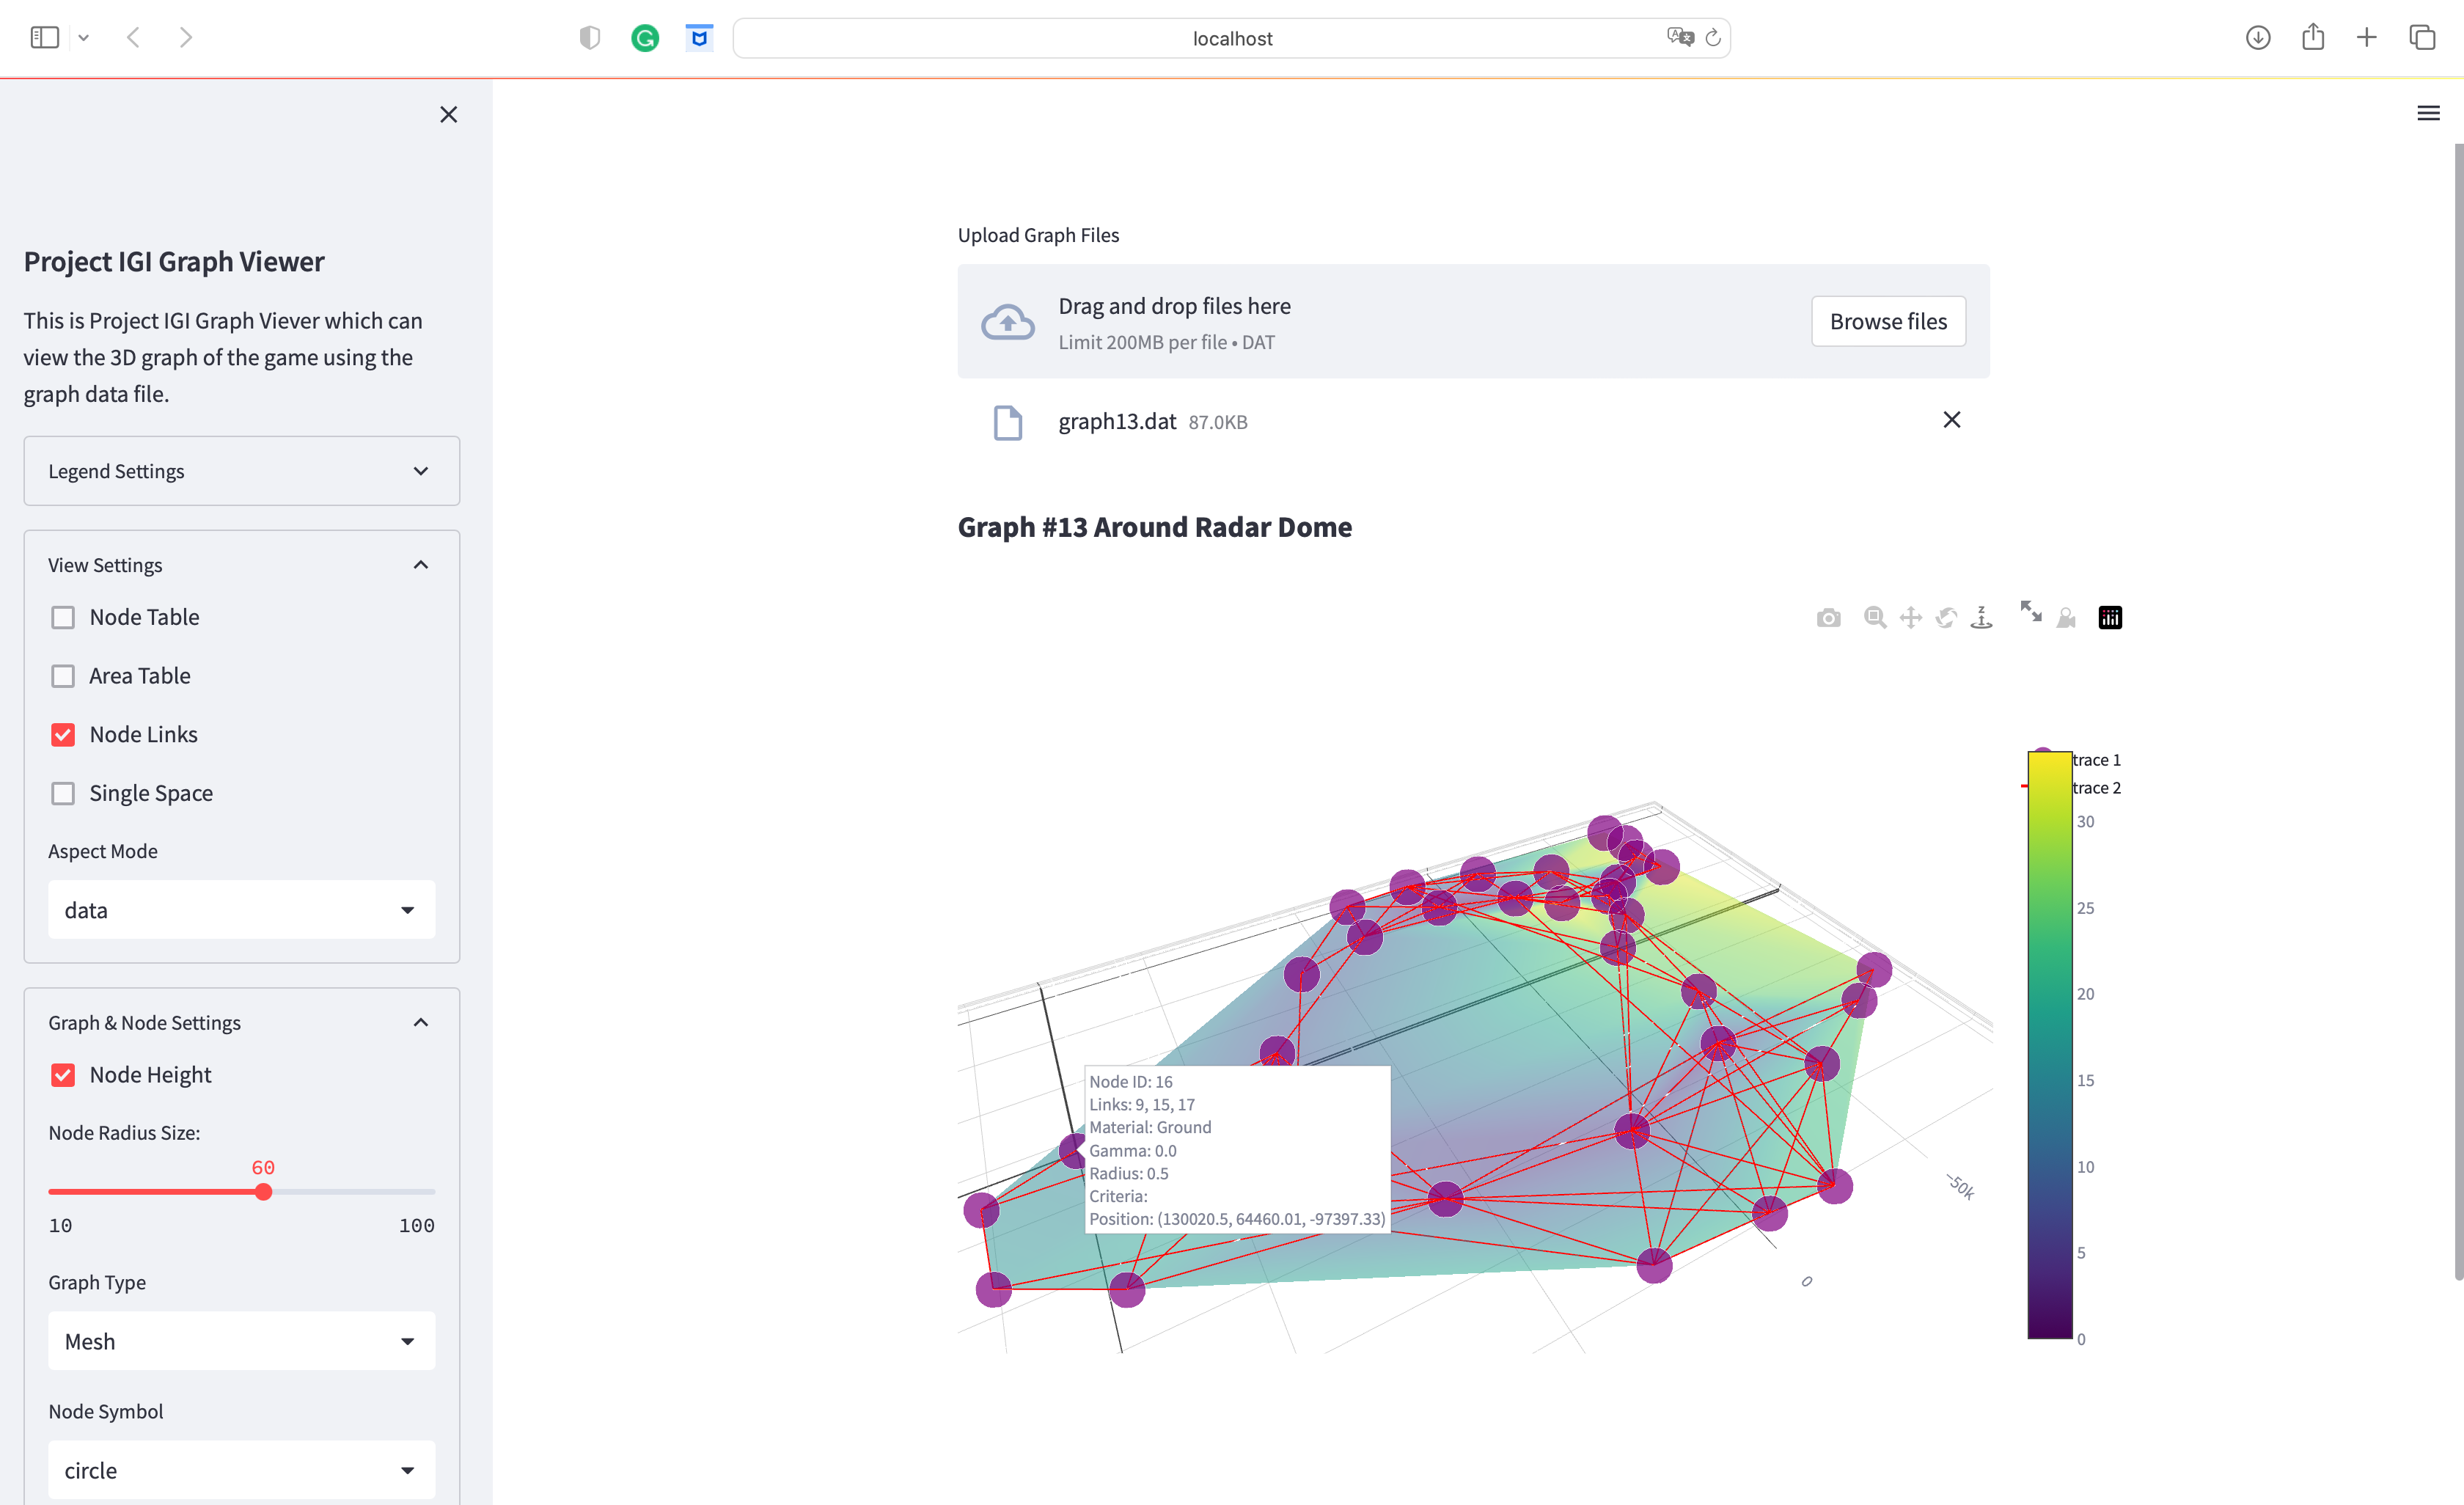 localhost
Project IGI Graph Viewer
This is Project IGI Graph Viever which can
view the 3D graph of the game using the
graph data file.
Legend Settings
View Settings
Node Table
Area Table
Node Links
Single Space
Aspect Mode
data
Graph & Node Settings
Node Height
Node Radius Size:
60
10 100
Graph Type
Mesh
Node Symbol
circle
Upload Graph Files
Drag and drop files here
Limit 200MB per file • DAT
Browse files
graph13.dat 87.0KB
Graph #13 Around Radar Dome
trace 1
trace 2
30
25
20
15
10
5
0
Node ID: 16
Links: 9, 15, 17
Material: Ground
Gamma: 0.0
Radius: 0.5
Criteria:
Position: (130020.5, 64460.01, -97397.33)
−50k
0